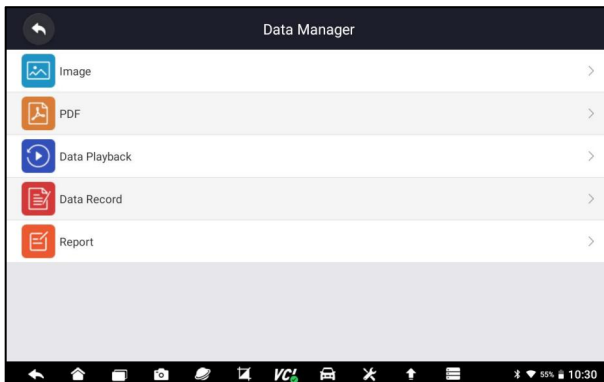 Data Manager
Image
PDF
Data Playback
Data Record
Report
VCI 55% 10:30